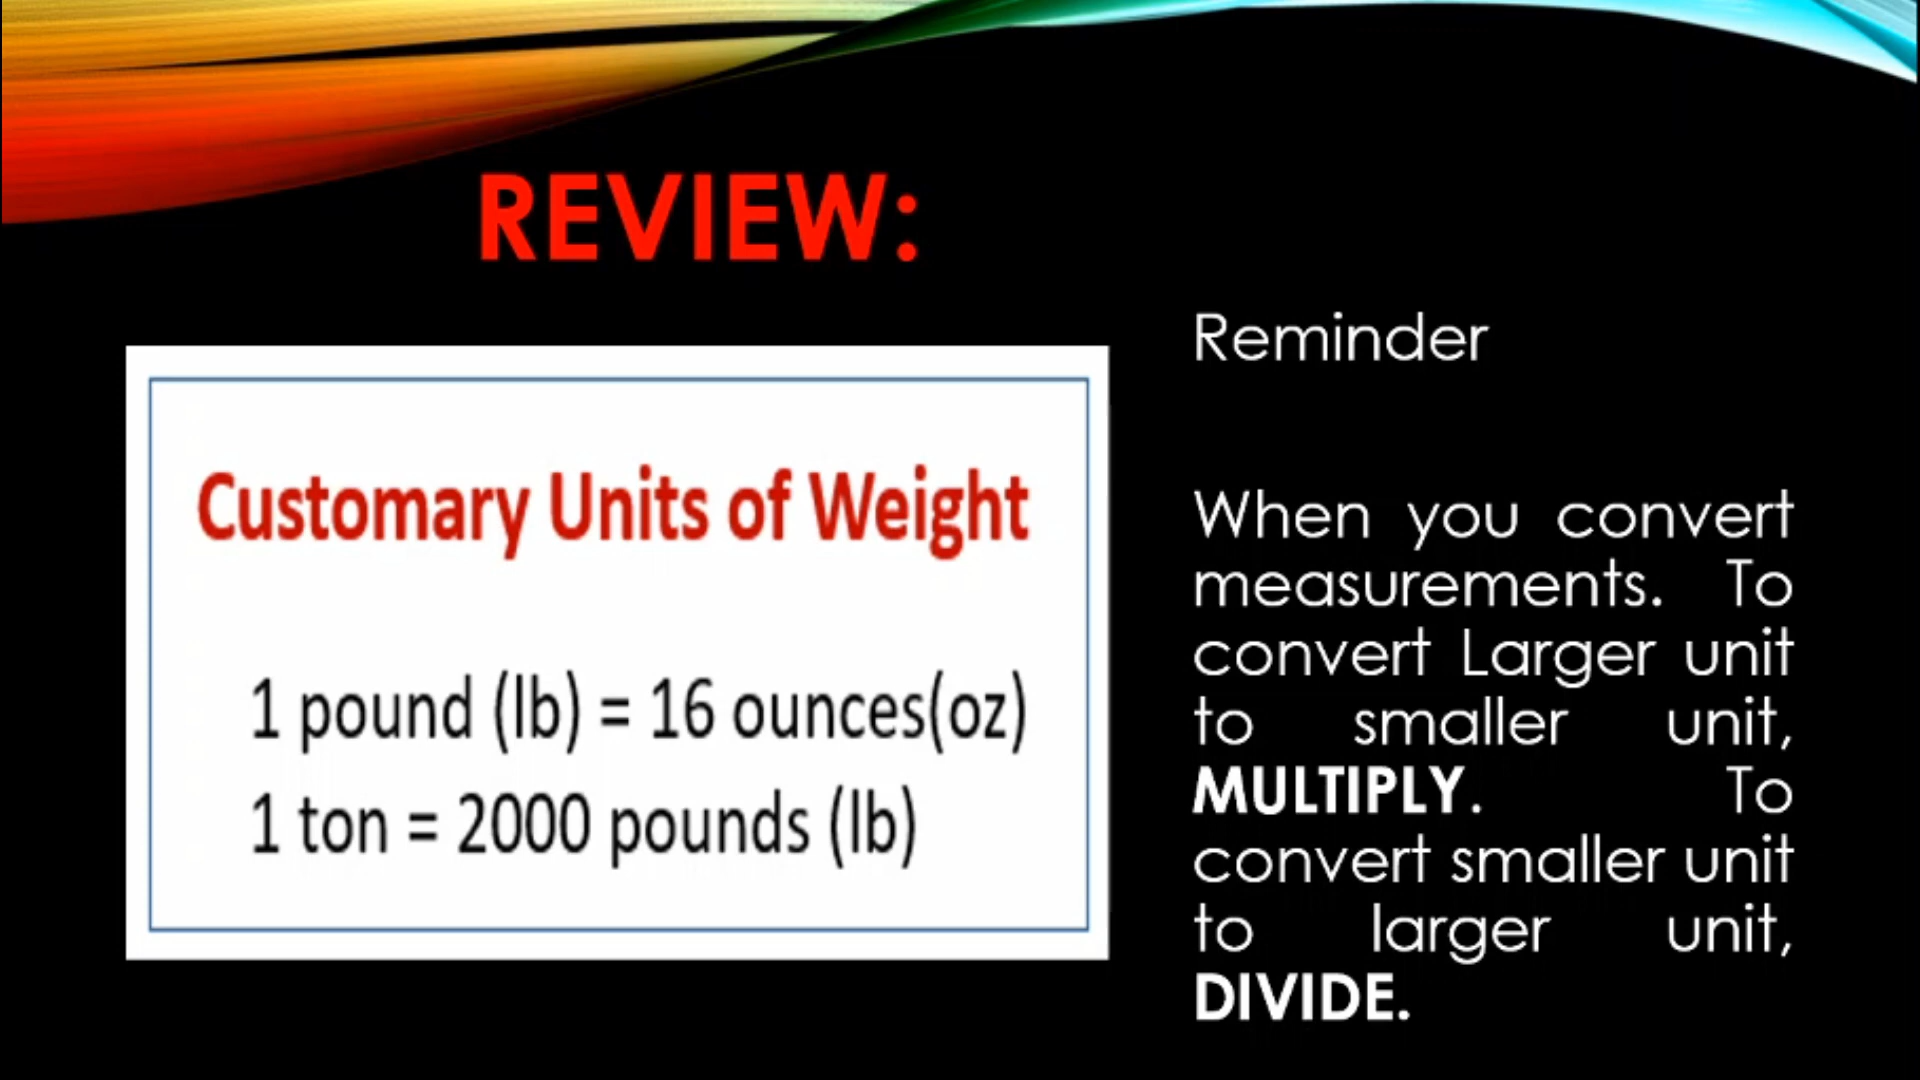 REVIEW:
Customary Units of Weight
1 pound (lb) = 16 ounces(oz)
1 ton = 2000 pounds (lb)
Reminder
When you convert
measurements. To
convert Larger unit
to smaller unit,
MULTIPLY. To
convert smaller unit
to larger unit,
DIVIDE.